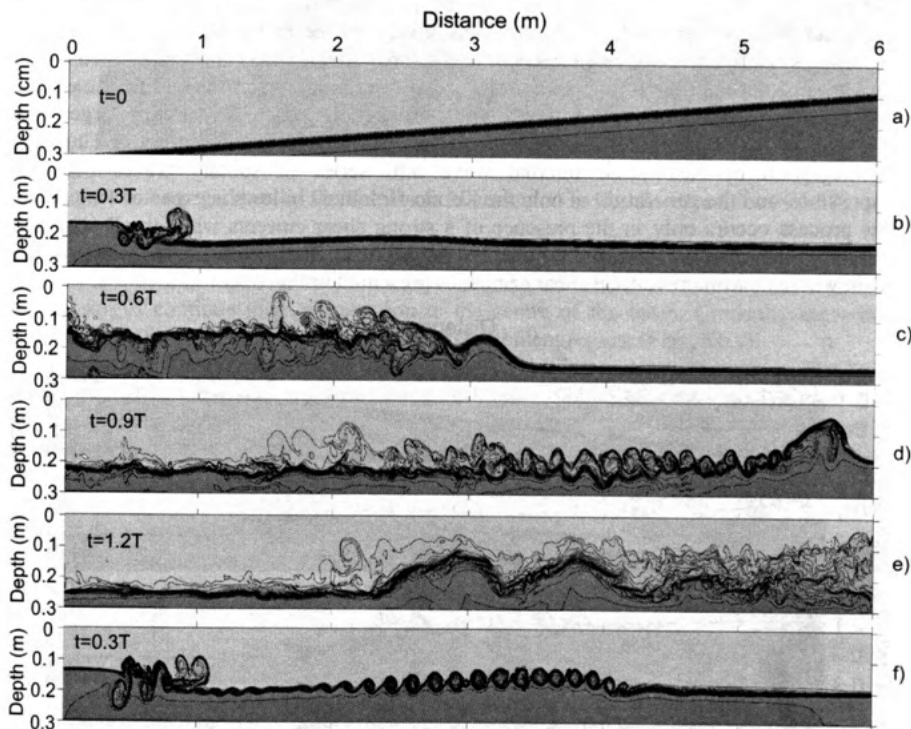 Distance (m)
0 1 2 3 4 5 6
Depth (cm)
0
0.1
0.2
0.3
t=0
a)
Depth (m)
0
0.1
0.2
0.3
t=0.3T
b)
Depth (m)
0
0.1
0.2
0.3
t=0.6T
c)
Depth (m)
0
0.1
0.2
0.3
t=0.9T
d)
Depth (m)
0
0.1
0.2
0.3
t=1.2T
e)
Depth (m)
0
0.1
0.2
0.3
t=0.3T
f)